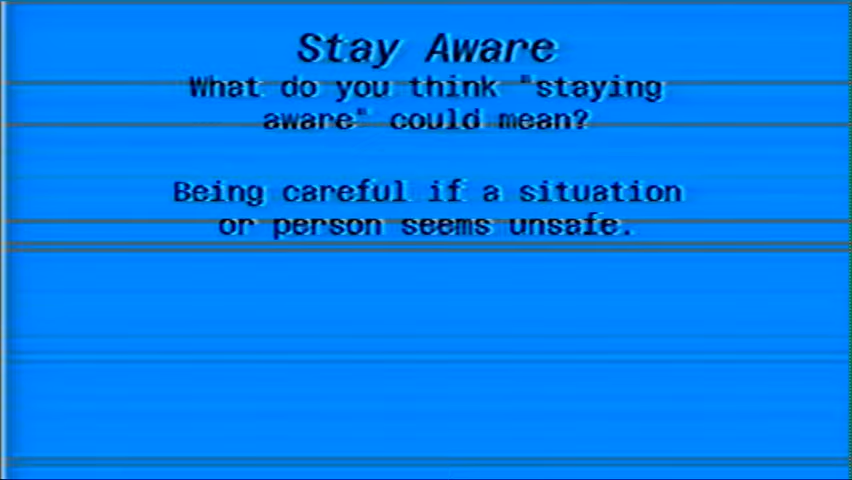 Stay Aware
What do you think "staying
aware" could mean?
Being careful if a situation
or person seems unsafe.